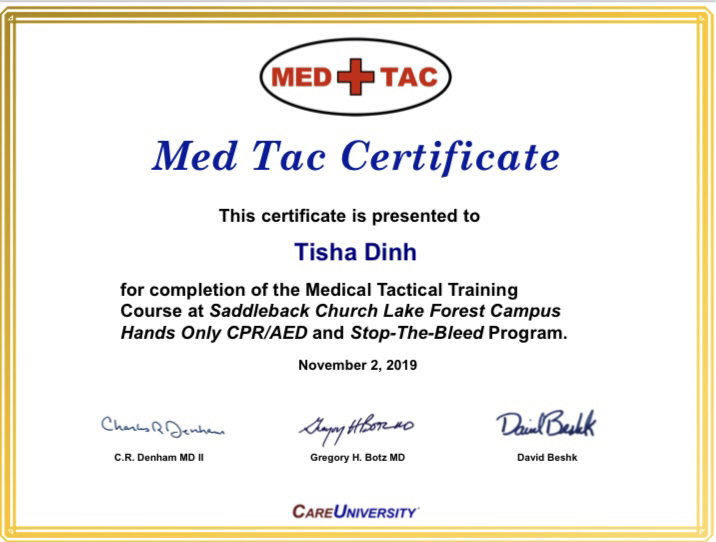 MED TAC
Med Tac Certificate
This certificate is presented to
Tisha Dinh
for completion of the Medical Tactical Training
Course at Saddleback Church Lake Forest Campus
Hands Only CPR/AED and Stop-The-Bleed Program.
November 2, 2019
Charles R Denham
Gregory H Botz MD
David Beshk
C.R. Denham MD II
Gregory H. Botz MD
David Beshk
CAREUNIVERSITY